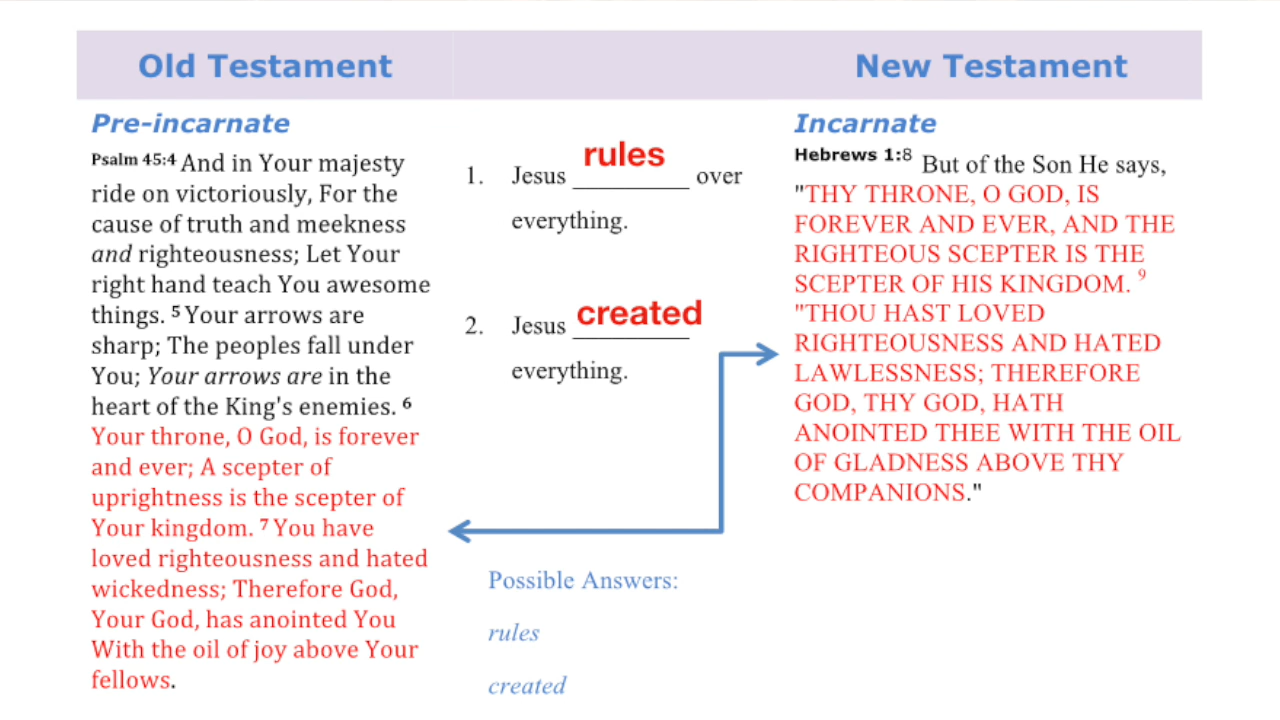 Old Testament
New Testament
Pre-incarnate
Psalm 45:4 And in Your majesty
ride on victoriously, For the
cause of truth and meekness
and righteousness; Let Your
right hand teach You awesome
things. 5 Your arrows are
sharp; The peoples fall under
You; Your arrows are in the
heart of the King's enemies. 6
Your throne, O God, is forever
and ever; A scepter of
uprightness is the scepter of
Your kingdom. 7 You have
loved righteousness and hated
wickedness; Therefore God,
Your God, has anointed You
With the oil of joy above Your
fellows.
1. Jesus rules over
everything.
2. Jesus created
everything.
Possible Answers:
rules
created
Incarnate
Hebrews 1:8 But of the Son He says,
"THY THRONE, O GOD, IS
FOREVER AND EVER, AND THE
RIGHTEOUS SCEPTER IS THE
SCEPTER OF HIS KINGDOM. 9
"THOU HAST LOVED
RIGHTEOUSNESS AND HATED
LAWLESSNESS; THEREFORE
GOD, THY GOD, HATH
ANOINTED THEE WITH THE OIL
OF GLADNESS ABOVE THY
COMPANIONS."